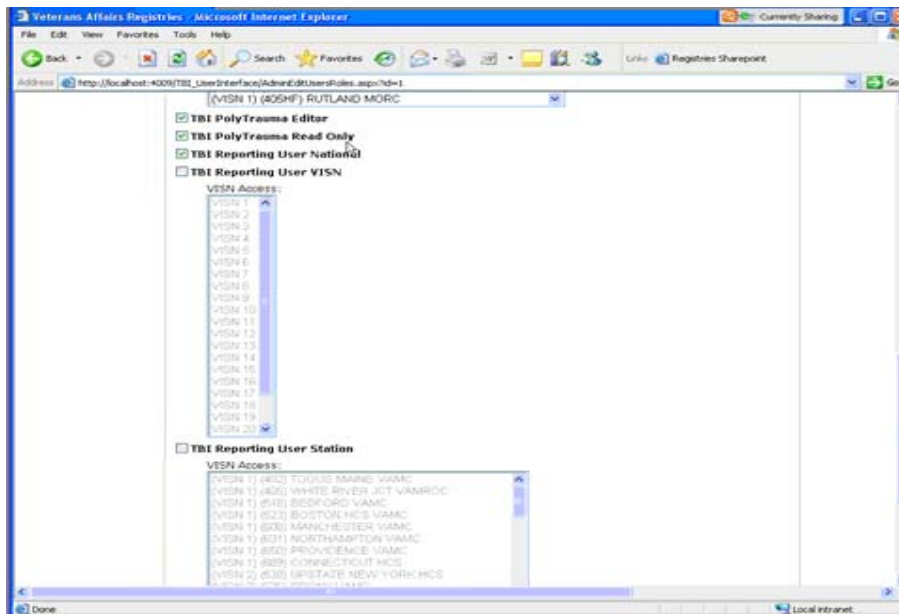 Veterans Affairs Registries - Microsoft Internet Explorer
Currently Sharing
File Edit View Favorites Tools Help
Back Search Favorites Links Registries Sharepoint
Address http://localhost:4009/TBI_UserInterface/AdminEditUsersRoles.aspx?id=1 Go
(VISN 1) (405HF) RUTLAND MORC
TBI PolyTrauma Editor
TBI PolyTrauma Read Only
TBI Reporting User National
TBI Reporting User VISN
VISN Access:
VISN 1
VISN 2
VISN 3
VISN 4
VISN 5
VISN 6
VISN 7
VISN 8
VISN 9
VISN 10
VISN 11
VISN 12
VISN 13
VISN 14
VISN 15
VISN 16
VISN 17
VISN 18
VISN 19
VISN 20
TBI Reporting User Station
VISN Access:
(VISN 1) (402) TOGUS MAINE VAMC
(VISN 1) (405) WHITE RIVER JCT VAMROC
(VISN 1) (518) BEDFORD VAMC
(VISN 1) (523) BOSTON HCS VAMC
(VISN 1) (608) MANCHESTER VAMC
(VISN 1) (631) NORTHAMPTON VAMC
(VISN 1) (650) PROVIDENCE VAMC
(VISN 1) (689) CONNECTICUT HCS
(VISN 2) (528) UPSTATE NEW YORK HCS
Done Local intranet